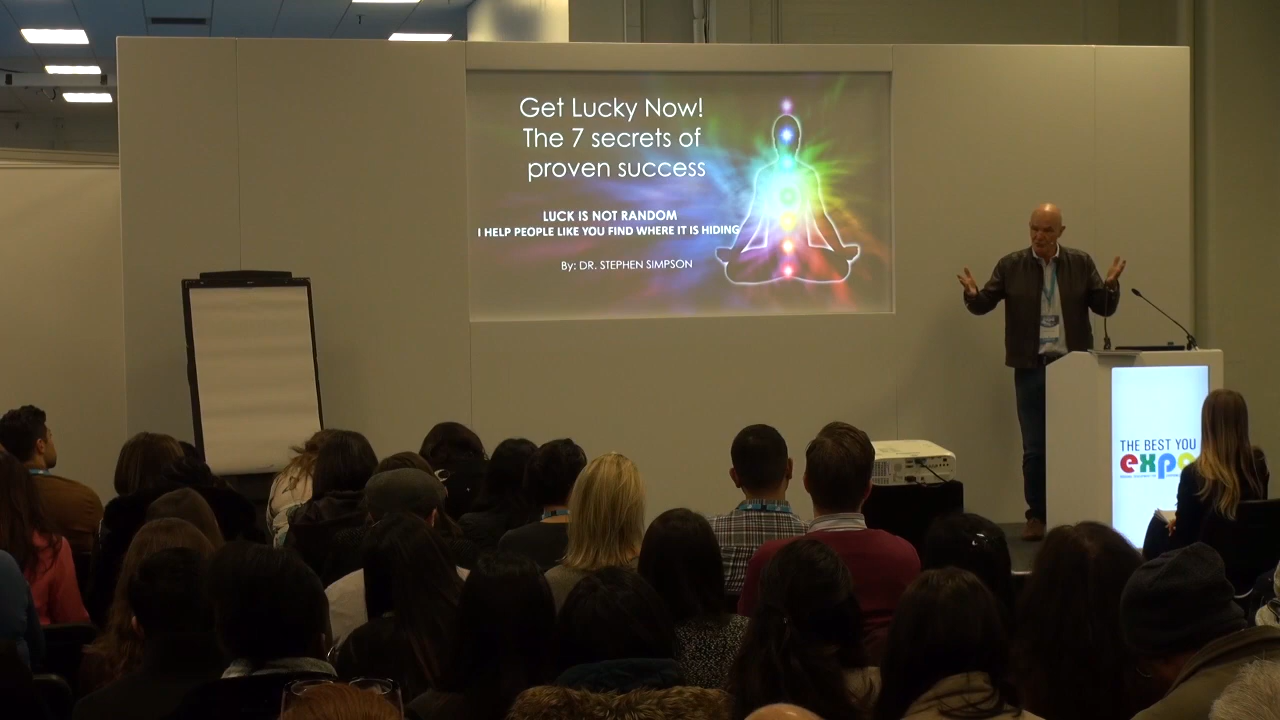 Get Lucky Now!
The 7 secrets of
proven success
LUCK IS NOT RANDOM
I HELP PEOPLE LIKE YOU FIND WHERE IT IS HIDING
By: DR. STEPHEN SIMPSON
THE BEST YOU
expo